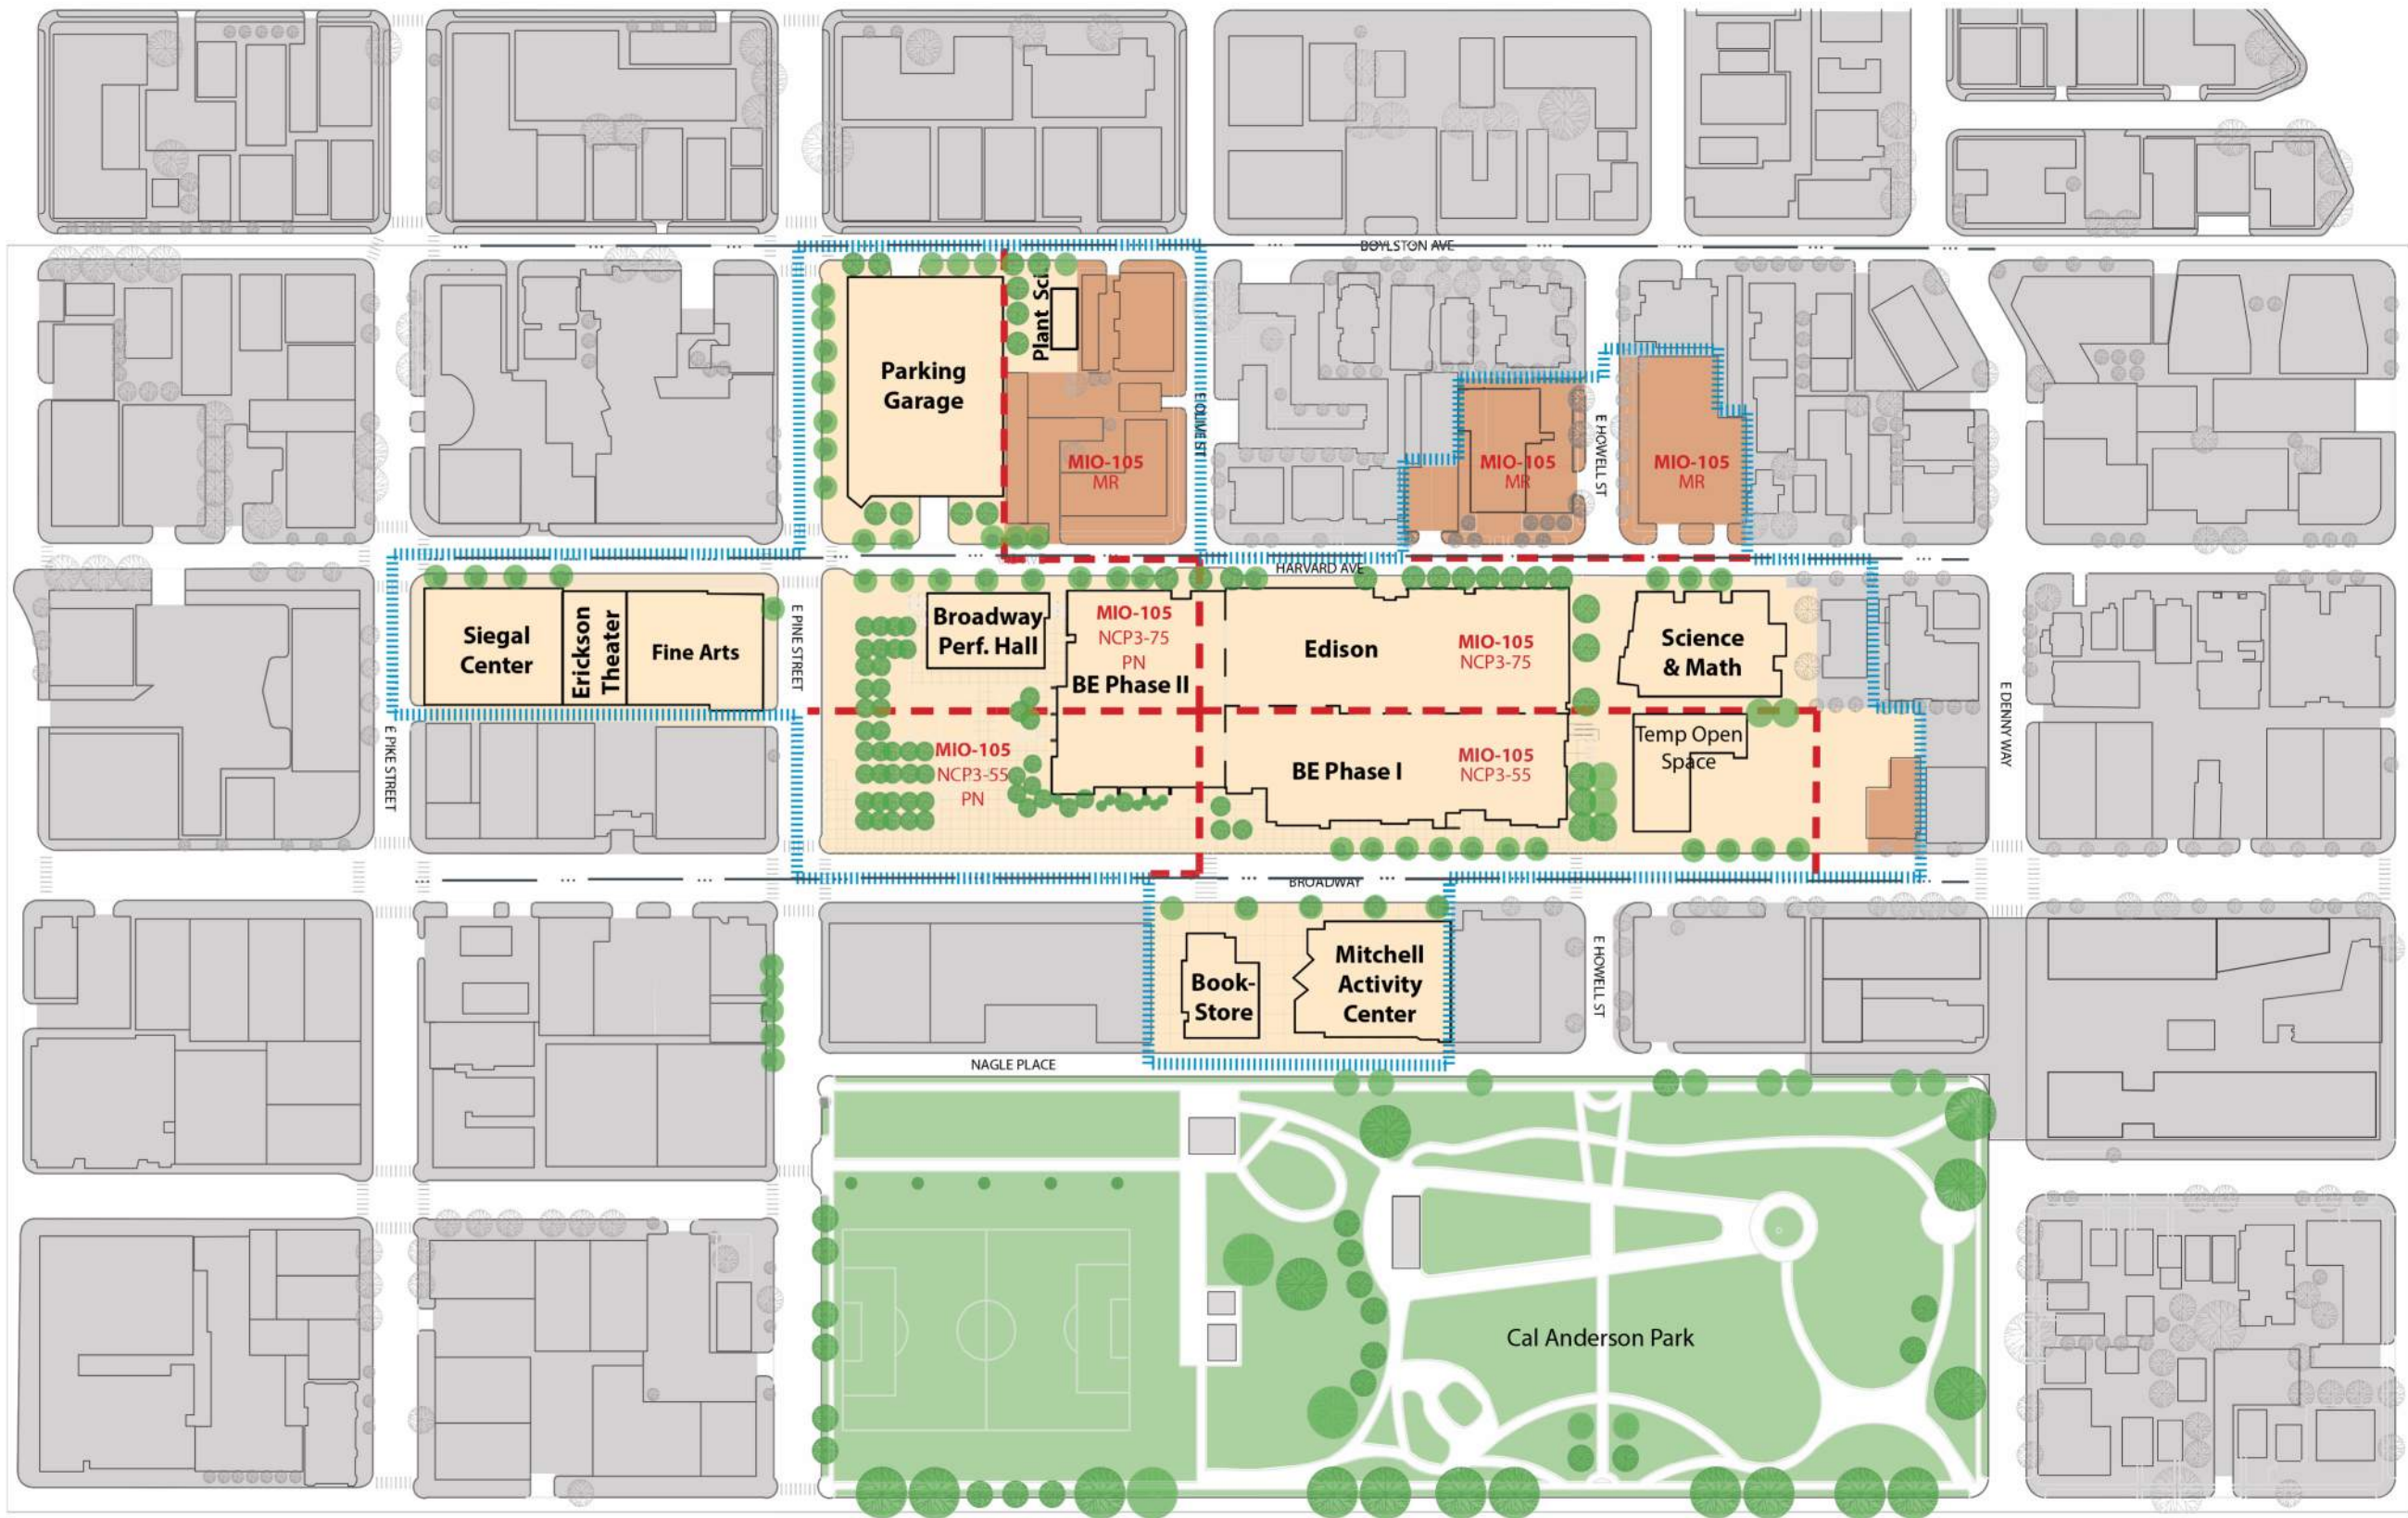 BOYLSTON AVE
Plant Sci
Parking
Garage
E OLIVE ST
E HOWELL ST
MIO-105
MR
MIO-105
MR
MIO-105
MR
HARVARD AVE
Siegal
Center
Erickson
Theater
Fine Arts
E PINE STREET
Broadway
Perf. Hall
MIO-105
NCP3-75
PN
BE Phase II
Edison
MIO-105
NCP3-75
Science
& Math
E PIKE STREET
MIO-105
NCP3-55
PN
BE Phase I
MIO-105
NCP3-55
Temp Open
Space
E DENNY WAY
BROADWAY
Book-
Store
Mitchell
Activity
Center
E HOWELL ST
NAGLE PLACE
Cal Anderson Park